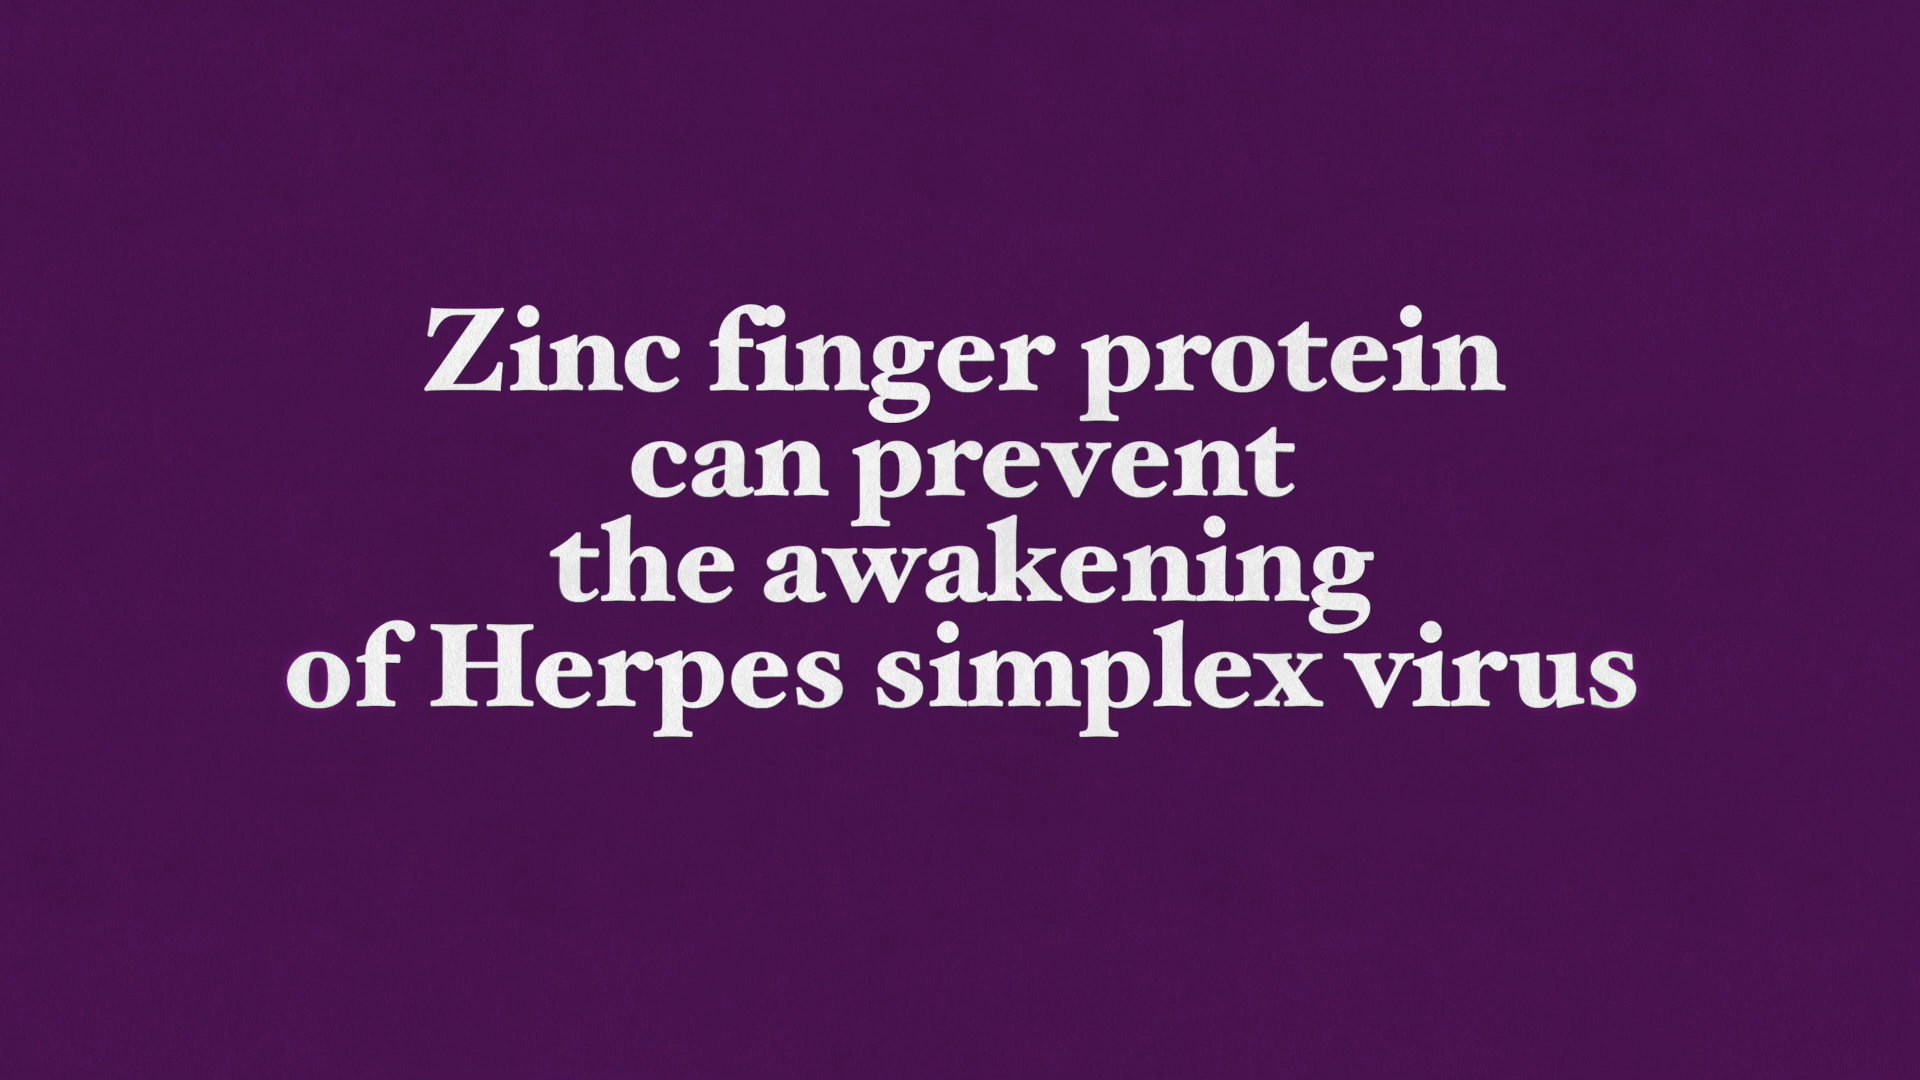 Zinc finger protein
can prevent
the awakening
of Herpes simplex virus